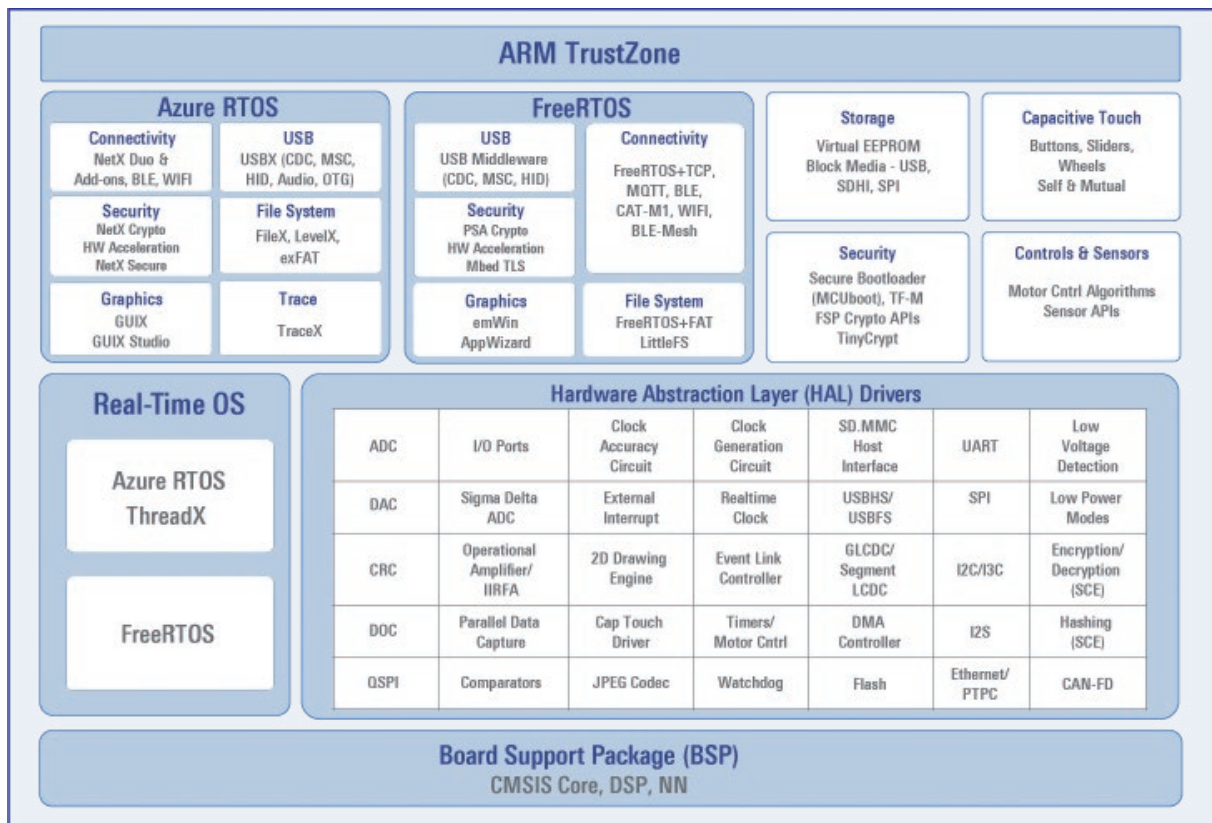 ARM TrustZone
Azure RTOS
Connectivity
NetX Duo &
Add-ons, BLE, WIFI
USB
USBX (CDC, MSC,
HID, Audio, OTG)
Security
NetX Crypto
HW Acceleration
NetX Secure
File System
FileX, LevelX,
exFAT
Graphics
GUIX
GUIX Studio
Trace
TraceX
FreeRTOS
USB
USB Middleware
(CDC, MSC, HID)
Connectivity
FreeRTOS+TCP,
MQTT, BLE,
CAT-M1, WIFI,
BLE-Mesh
Security
PSA Crypto
HW Acceleration
Mbed TLS
Graphics
emWin
AppWizard
File System
FreeRTOS+FAT
LittleFS
Storage
Virtual EEPROM
Block Media - USB,
SDHI, SPI
Capacitive Touch
Buttons, Sliders,
Wheels
Self & Mutual
Security
Secure Bootloader
(MCUboot), TF-M
FSP Crypto APIs
TinyCrypt
Controls & Sensors
Motor Cntrl Algorithms
Sensor APIs
Real-Time OS
Azure RTOS
ThreadX
FreeRTOS
Hardware Abstraction Layer (HAL) Drivers
ADC
I/O Ports
Clock
Accuracy
Circuit
Clock
Generation
Circuit
SD.MMC
Host
Interface
UART
Low
Voltage
Detection
DAC
Sigma Delta
ADC
External
Interrupt
Realtime
Clock
USBHS/
USBFS
SPI
Low Power
Modes
CRC
Operational
Amplifier/
IIRFA
2D Drawing
Engine
Event Link
Controller
GLCDC/
Segment
LCDC
I2C/I3C
Encryption/
Decryption
(SCE)
DOC
Parallel Data
Capture
Cap Touch
Driver
Timers/
Motor Cntrl
DMA
Controller
I2S
Hashing
(SCE)
QSPI
Comparators
JPEG Codec
Watchdog
Flash
Ethernet/
PTPC
CAN-FD
Board Support Package (BSP)
CMSIS Core, DSP, NN